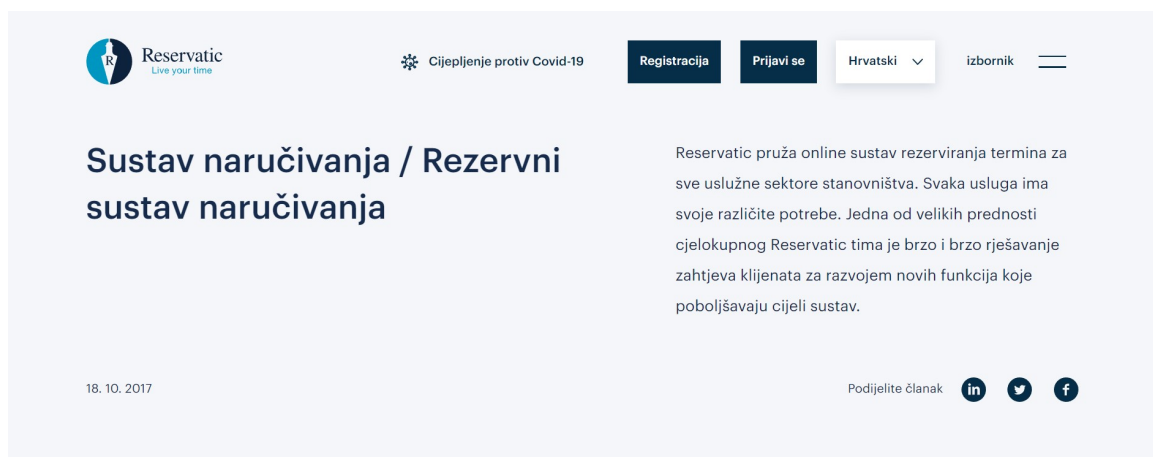 R
Reservatic
Live your time
Cijepljenje protiv Covid-19
Registracija
Prijavi se
Hrvatski
izbornik
Sustav naručivanja / Rezervni
sustav naručivanja
Reservatic pruža online sustav rezerviranja termina za
sve uslužne sektore stanovništva. Svaka usluga ima
svoje različite potrebe. Jedna od velikih prednosti
cjelokupnog Reservatic tima je brzo i brzo rješavanje
zahtjeva klijenata za razvojem novih funkcija koje
poboljšavaju cijeli sustav.
18. 10. 2017
Podijelite članak
in
f